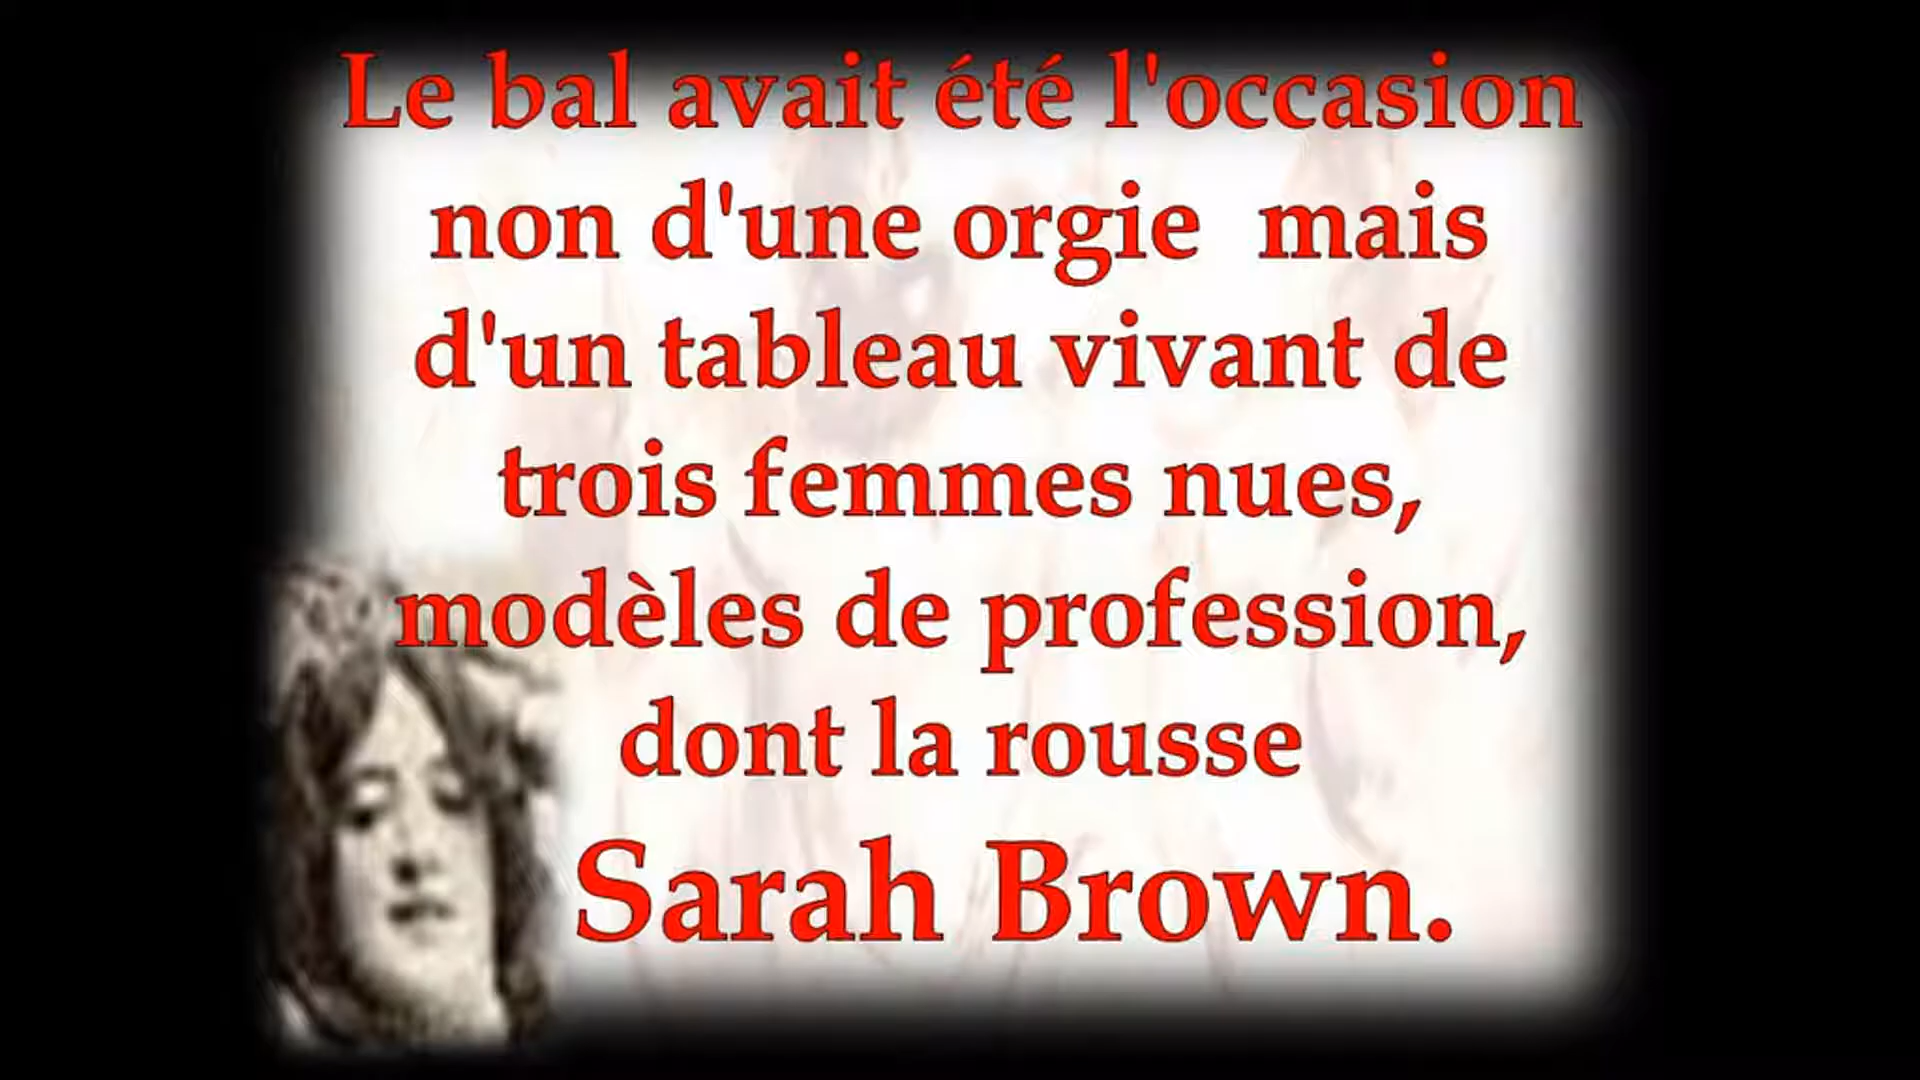 Le bal avait été l'occasion
non d'une orgie  mais
d'un tableau vivant de
trois femmes nues,
modèles de profession,
dont la rousse
Sarah Brown.